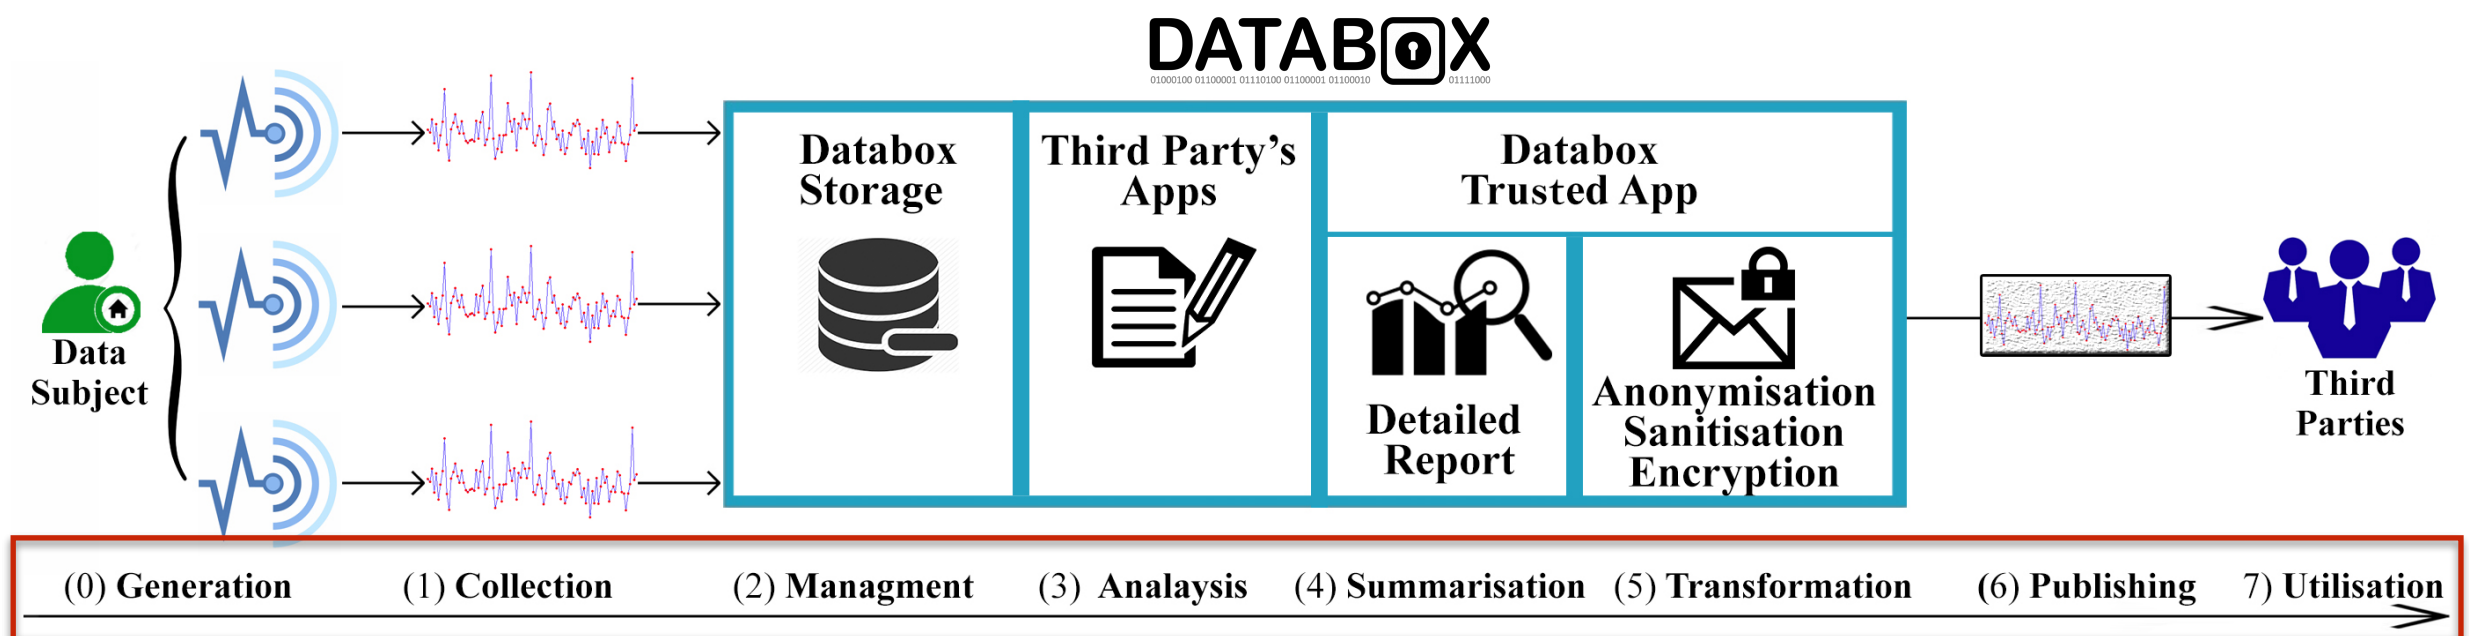 DATABOX
01000100 01100001 01110100 01100001 01100010 01111000
Databox
Storage
Third Party's
Apps
Databox
Trusted App
Data
Subject
Detailed
Report
Anonymisation
Sanitisation
Encryption
Third
Parties
(0) Generation
(1) Collection
(2) Managment
(3) Analaysis
(4) Summarisation
(5) Transformation
(6) Publishing
7) Utilisation